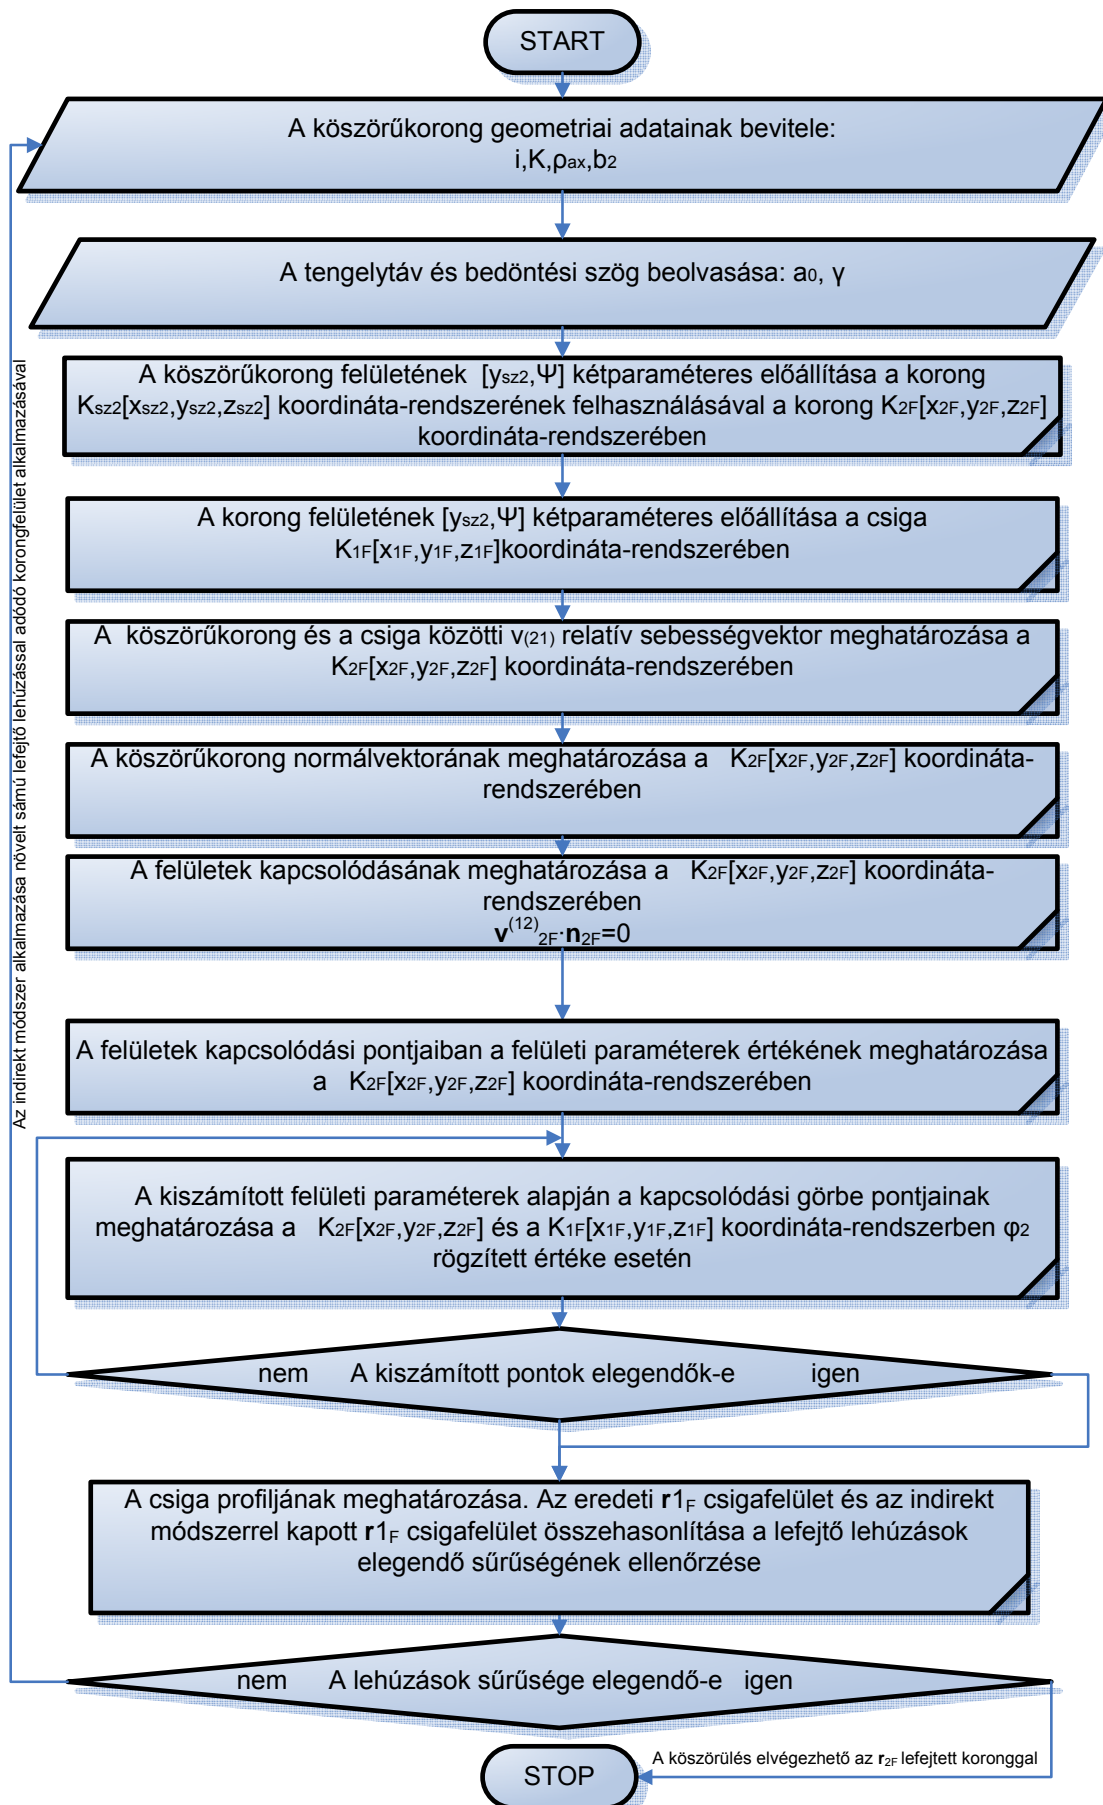 START
A köszörűkorong geometriai adatainak bevitele:
i,K,ρax,b2
A tengelytáv és bedöntési szög beolvasása: a0, γ
A köszörűkorong felületének [ysz2,Ψ] kétparaméteres előállítása a korong
Ksz2[xsz2,ysz2,zsz2] koordináta-rendszerének felhasználásával a korong K2F[x2F,y2F,z2F]
koordináta-rendszerében
A korong felületének [ysz2,Ψ] kétparaméteres előállítása a csiga
K1F[x1F,y1F,z1F]koordináta-rendszerében
A köszörűkorong és a csiga közötti v(21) relatív sebességvektor meghatározása a
K2F[x2F,y2F,z2F] koordináta-rendszerében
A köszörűkorong normálvektorának meghatározása a K2F[x2F,y2F,z2F] koordináta-
rendszerében
A felületek kapcsolódásának meghatározása a K2F[x2F,y2F,z2F] koordináta-
rendszerében
v(12)2F·n2F=0
A felületek kapcsolódási pontjaiban a felületi paraméterek értékének meghatározása
a K2F[x2F,y2F,z2F] koordináta-rendszerében
A kiszámított felületi paraméterek alapján a kapcsolódási görbe pontjainak
meghatározása a K2F[x2F,y2F,z2F] és a K1F[x1F,y1F,z1F] koordináta-rendszerben φ2
rögzített értéke esetén
nem A kiszámított pontok elegendők-e igen
A csiga profiljának meghatározása. Az eredeti r1F csigafelület és az indirekt
módszerrel kapott r1F csigafelület összehasonlítása a lefejtő lehúzások
elegendő sűrűségének ellenőrzése
nem A lehúzások sűrűsége elegendő-e igen
A köszörülés elvégezhető az r2F lefejtett koronggal
STOP
Az indirekt módszer alkalmazása növelt sámú lefejtő lehúzással adódó korongfelület alkalmazásával